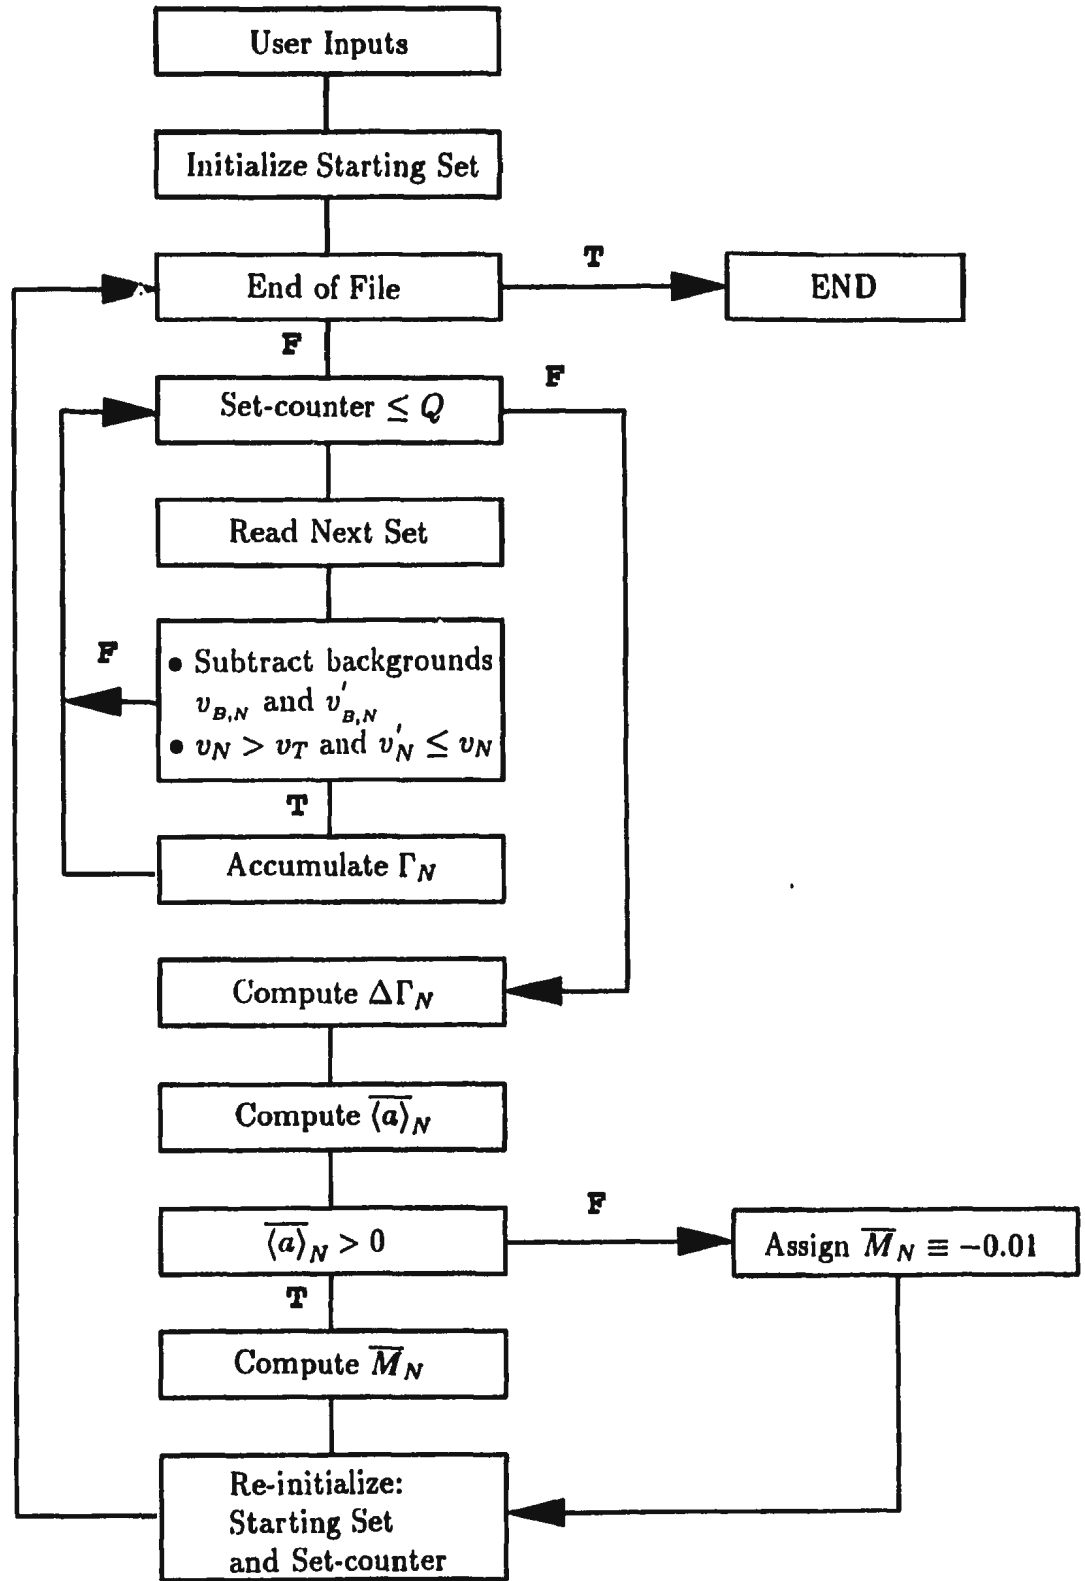 User Inputs
Initialize Starting Set
End of File
T
END
F
Set-counter ≤ Q
F
Read Next Set
• Subtract backgrounds
v_{B,N} and v'_{B,N}
• v_N > v_T and v'_N ≤ v_N
F
T
Accumulate Γ_N
Compute ΔΓ_N
Compute \overline{⟨a⟩}_N
\overline{⟨a⟩}_N > 0
F
Assign \overline{M}_N ≡ −0.01
T
Compute \overline{M}_N
Re-initialize:
Starting Set
and Set-counter